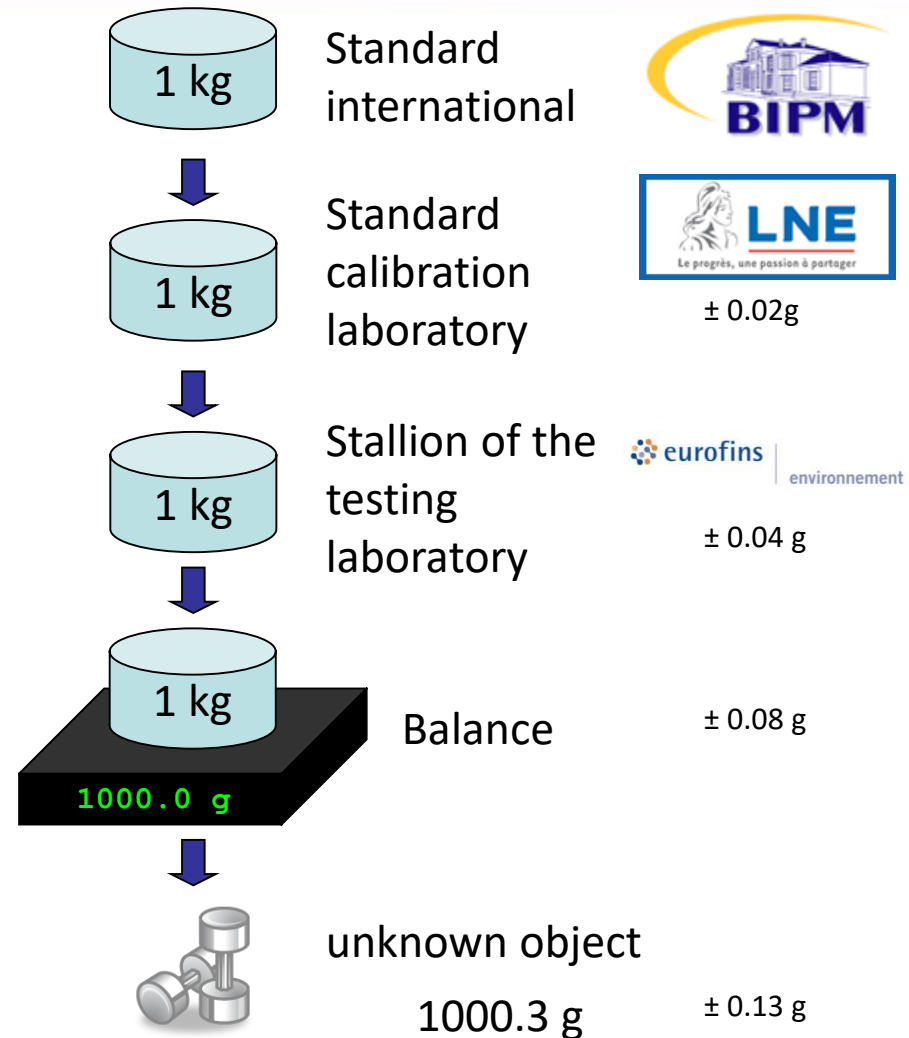 1 kg
Standard
international
BIPM
1 kg
Standard
calibration
laboratory
LNE
Le progrès, une passion à partager
± 0.02g
1 kg
Stallion of the
testing
laboratory
eurofins
environnement
± 0.04 g
1 kg
1000.0 g
Balance
± 0.08 g
unknown object
1000.3 g
± 0.13 g